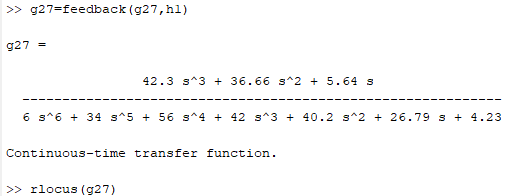 >> g27=feedback(g27,h1)
g27 =
42.3 s^3 + 36.66 s^2 + 5.64 s
---------------------------------------------------------------
6 s^6 + 34 s^5 + 56 s^4 + 42 s^3 + 40.2 s^2 + 26.79 s + 4.23
Continuous-time transfer function.
>> rlocus(g27)